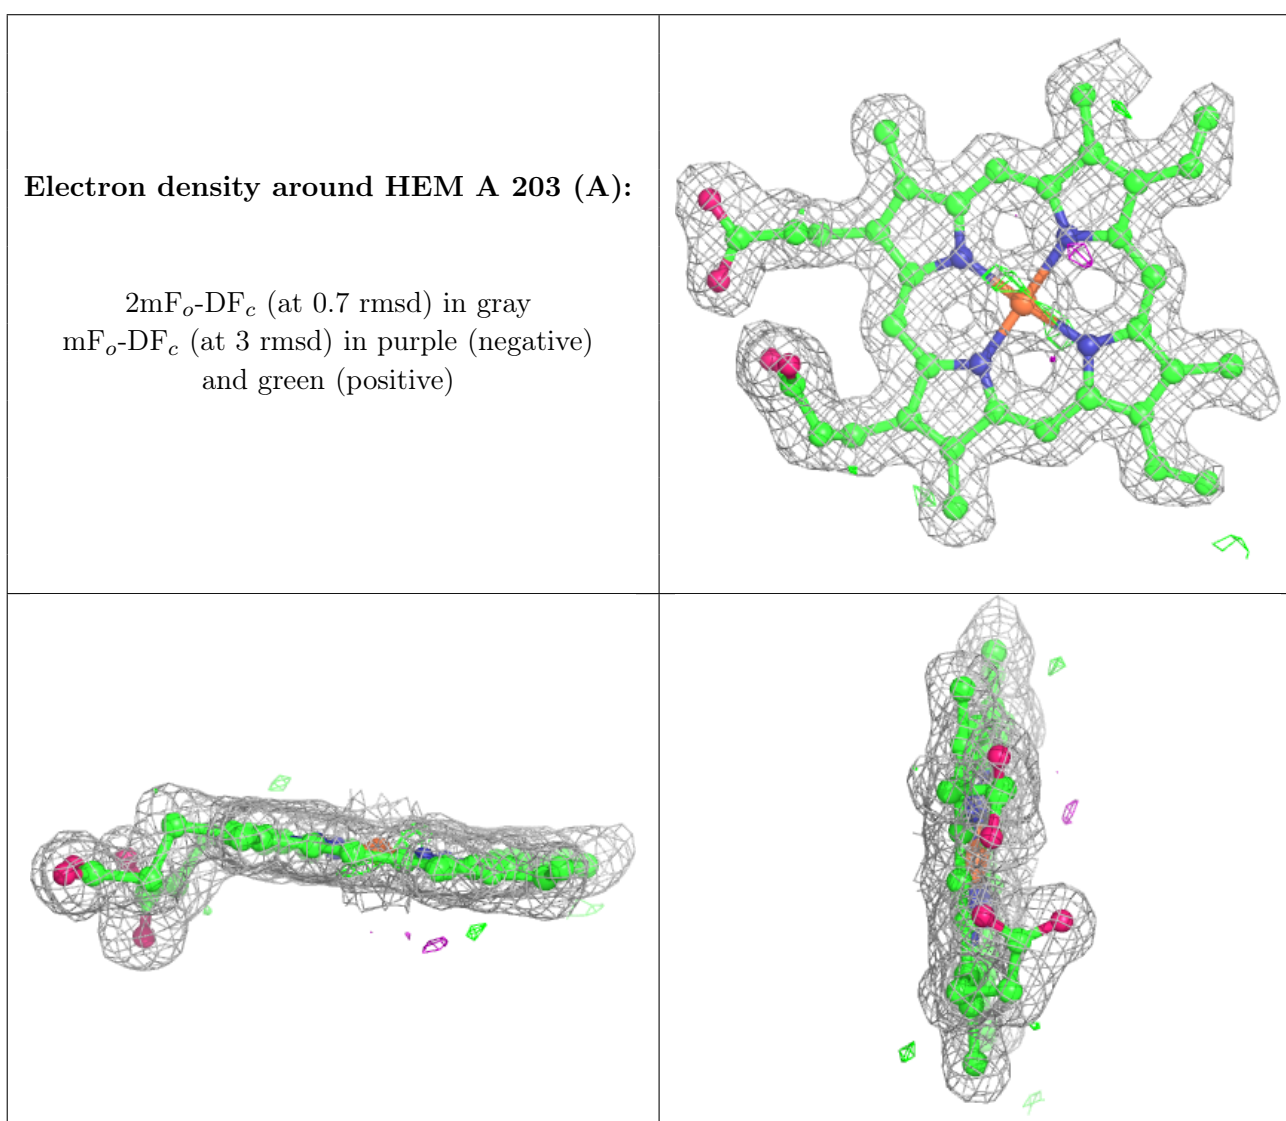 Electron density around HEM A 203 (A):
2mFₒ-DF𝒸 (at 0.7 rmsd) in gray
mFₒ-DF𝒸 (at 3 rmsd) in purple (negative)
and green (positive)